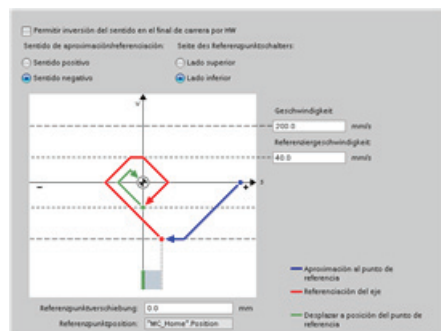 Permitir inversión del sentido en el final de carrera por HW
Sentido de aproximación/referenciación:
Seite des Referenzpunktschalters:
Sentido positivo
Lado superior
Sentido negativo
Lado inferior
v
Geschwindigkeit:
200.0 mm/s
Referenziergeschwindigkeit:
40.0 mm/s
- + x
Aproximación al punto de referencia
Referenciación del eje
Desplazar a posición del punto de referencia
Referenzpunktverschiebung: 0.0 mm
Referenzpunktposition: "MC_Home".Position